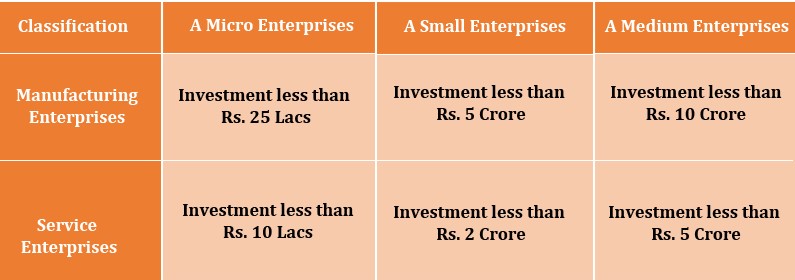 Classification
A Micro Enterprises
A Small Enterprises
A Medium Enterprises
Manufacturing
Enterprises
Investment less than
Rs. 25 Lacs
Investment less than
Rs. 5 Crore
Investment less than
Rs. 10 Crore
Service
Enterprises
Investment less than
Rs. 10 Lacs
Investment less than
Rs. 2 Crore
Investment less than
Rs. 5 Crore